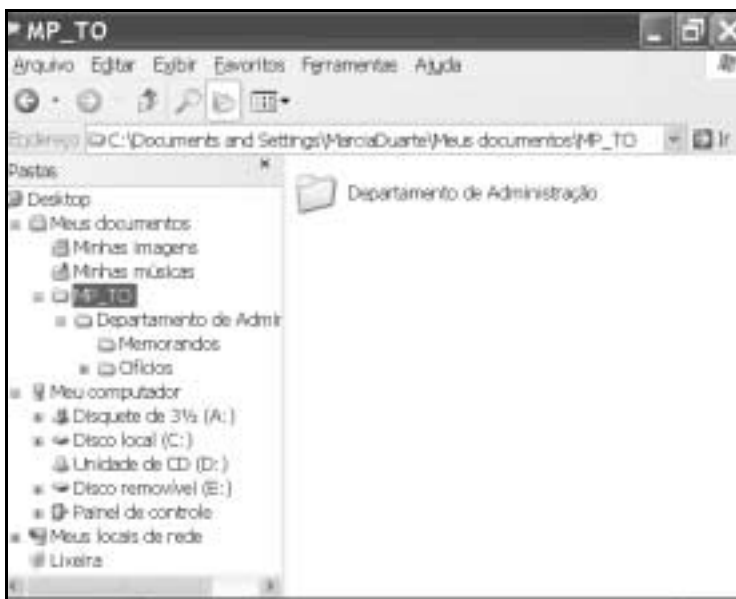 MP_TO
Arquivo Editar Exibir Favoritos Ferramentas Ajuda
Endereço C:\Documents and Settings\MarciaDuarte\Meus documentos\MP_TO Ir
Pastas
Departamento de Administração
Desktop
Meus documentos
Minhas imagens
Minhas músicas
MP_TO
Departamento de Admir
Memorandos
Ofícios
Meu computador
Disquete de 3½ (A:)
Disco local (C:)
Unidade de CD (D:)
Disco removível (E:)
Painel de controle
Meus locais de rede
Lixeira